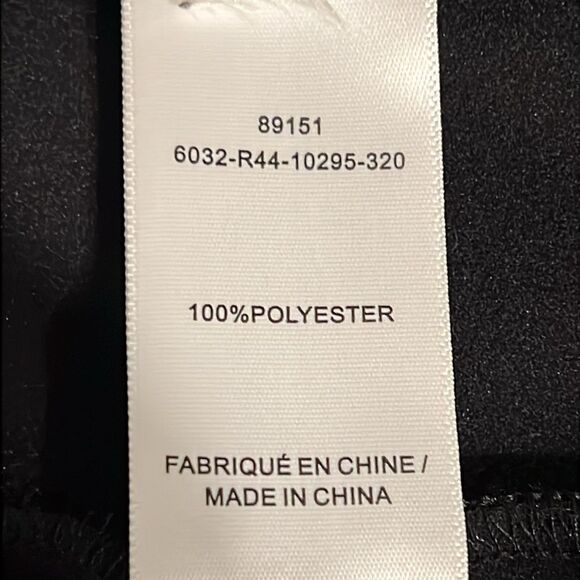 89151
6032-R44-10295-320
100%POLYESTER
FABRIQUÉ EN CHINE /
MADE IN CHINA